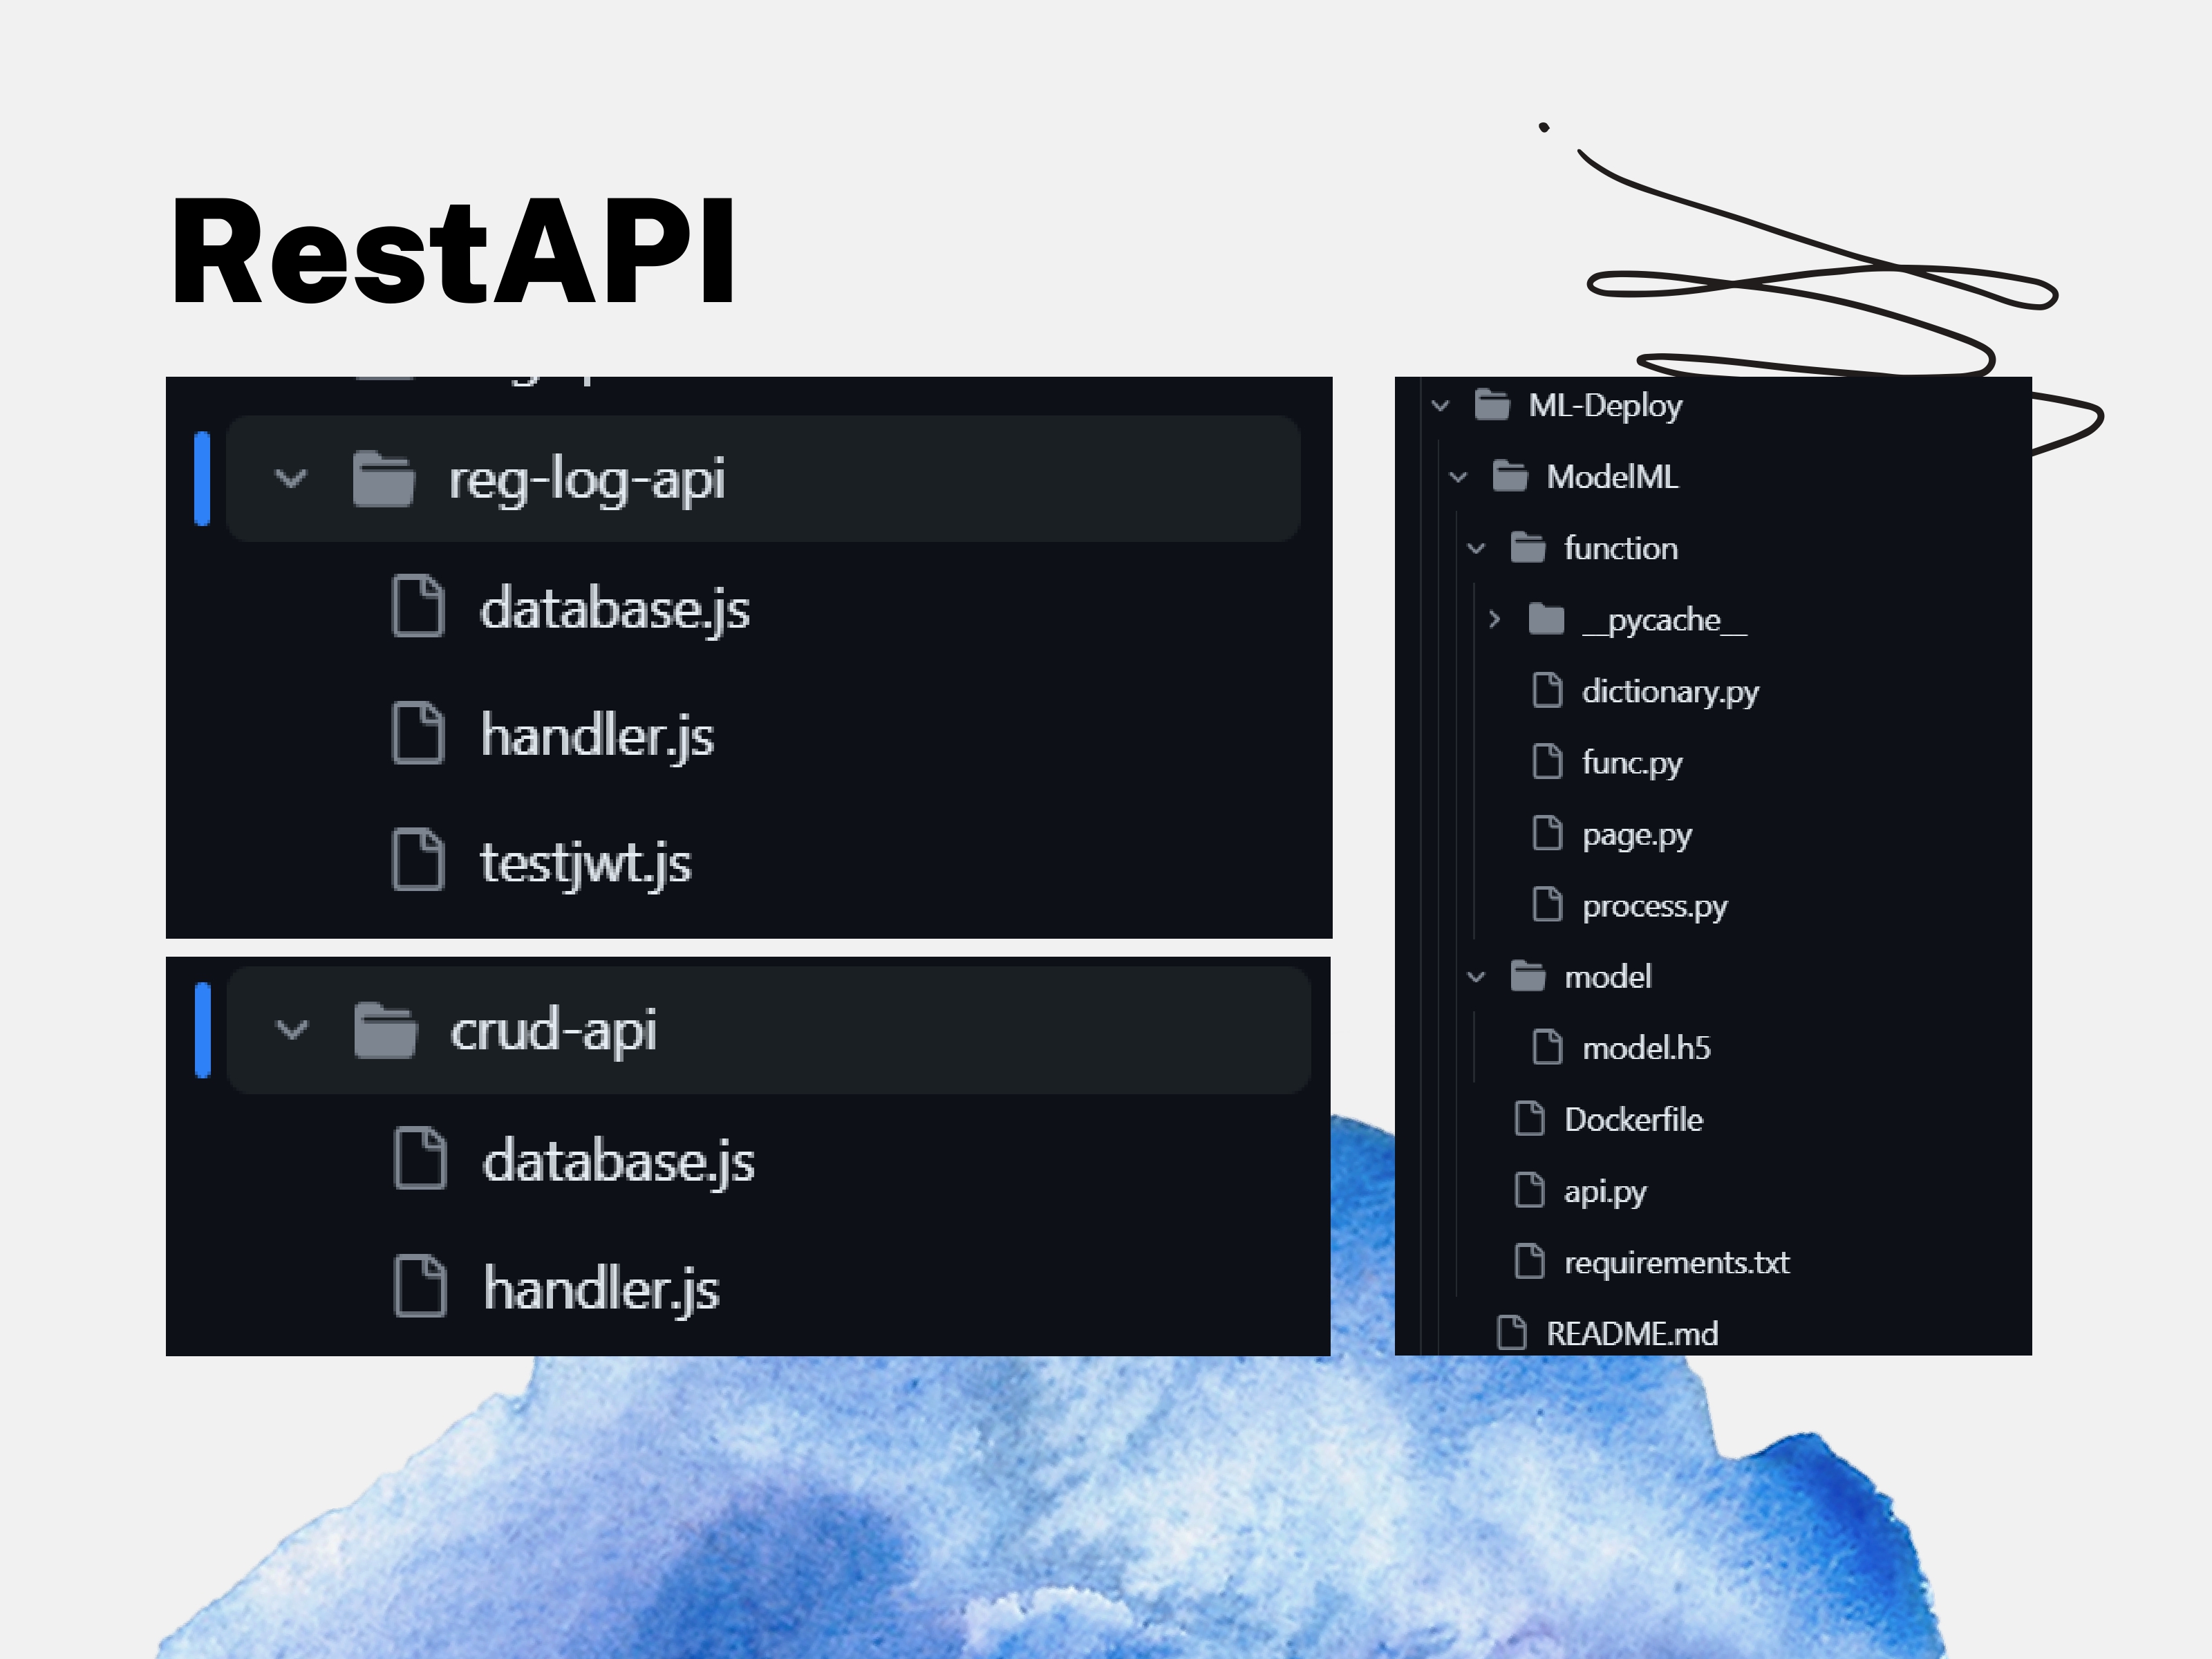 RestAPI
reg-log-api
database.js
handler.js
testjwt.js
crud-api
database.js
handler.js
ML-Deploy
ModelML
function
__pycache__
dictionary.py
func.py
page.py
process.py
model
model.h5
Dockerfile
api.py
requirements.txt
README.md